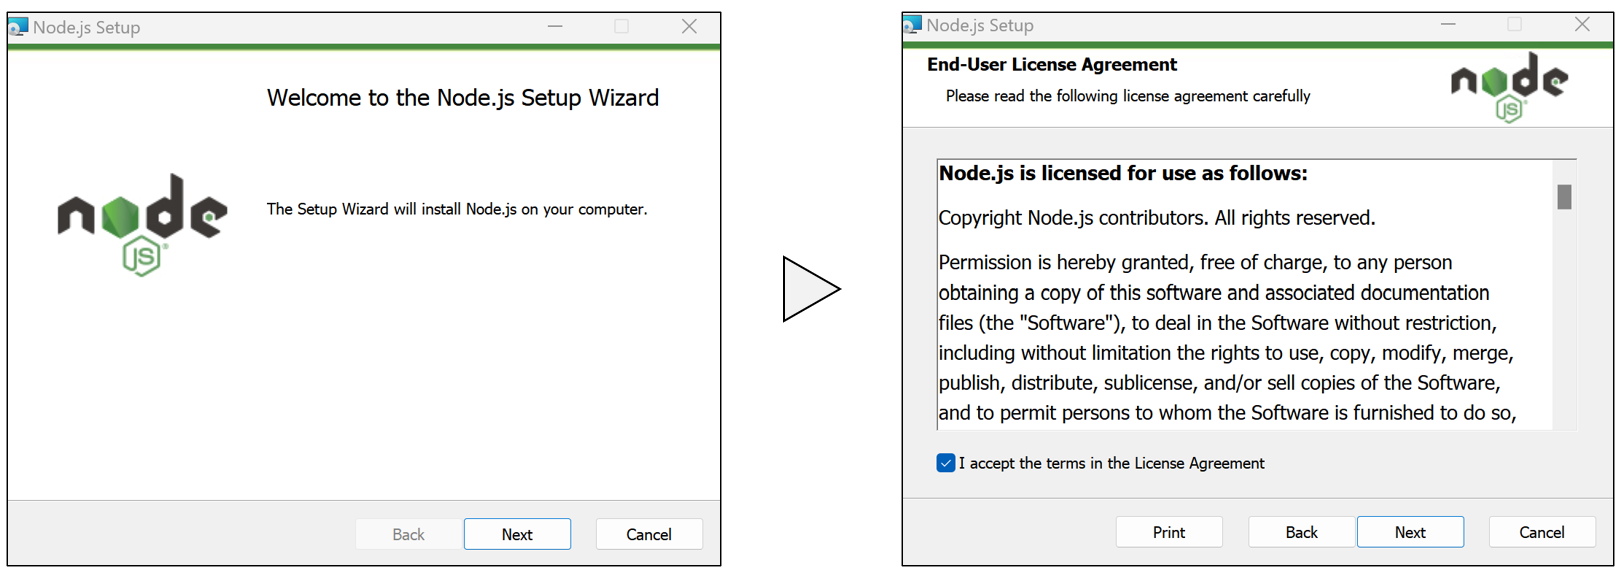 Node.js Setup
Welcome to the Node.js Setup Wizard
node
JS
The Setup Wizard will install Node.js on your computer.
Back
Next
Cancel
Node.js Setup
End-User License Agreement
Please read the following license agreement carefully
node
JS
Node.js is licensed for use as follows:
Copyright Node.js contributors. All rights reserved.
Permission is hereby granted, free of charge, to any person
obtaining a copy of this software and associated documentation
files (the "Software"), to deal in the Software without restriction,
including without limitation the rights to use, copy, modify, merge,
publish, distribute, sublicense, and/or sell copies of the Software,
and to permit persons to whom the Software is furnished to do so,
I accept the terms in the License Agreement
Print
Back
Next
Cancel